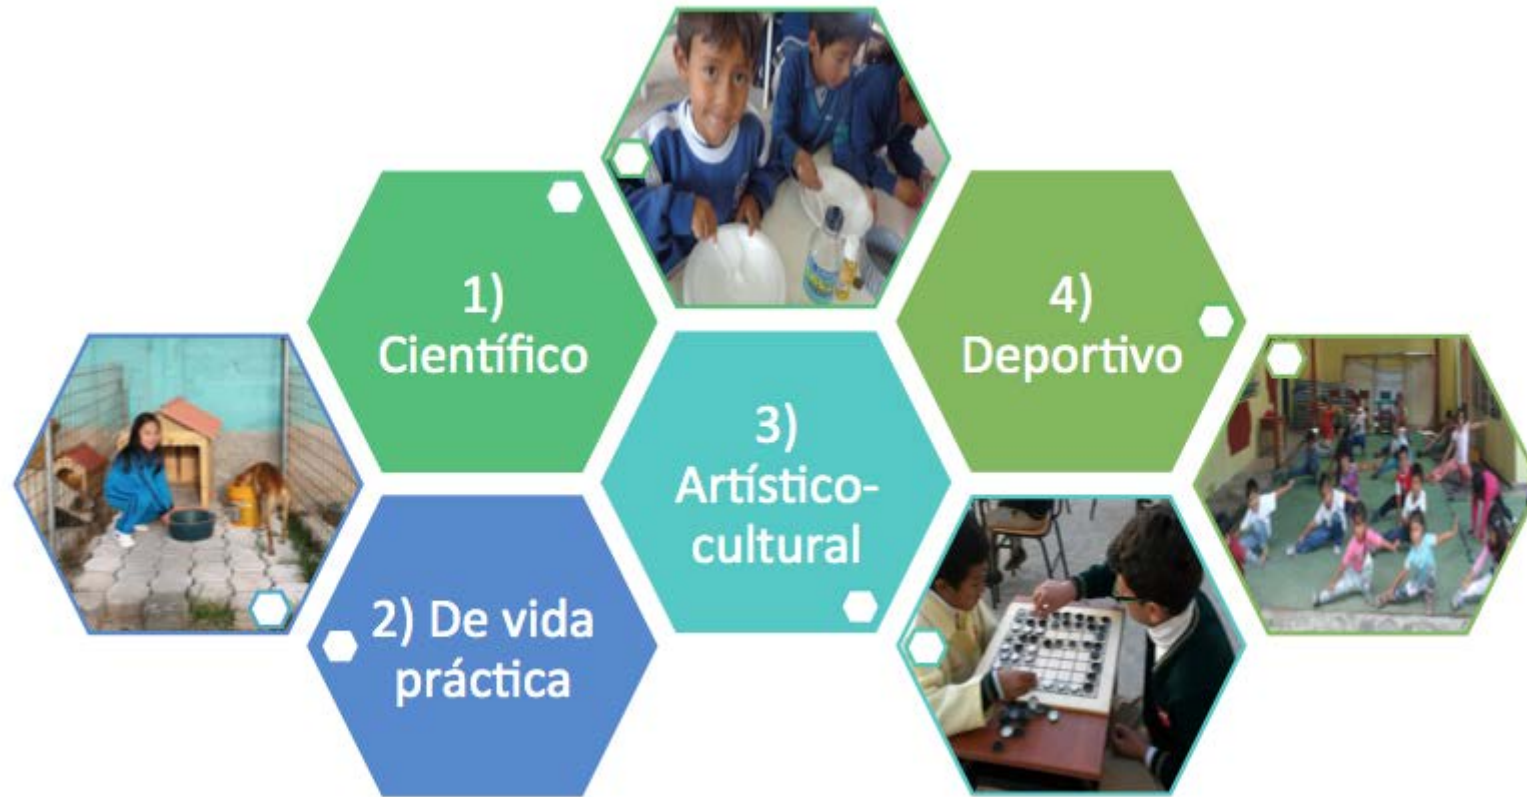 1)
Científico
2) De vida
práctica
3)
Artístico-
cultural
4)
Deportivo